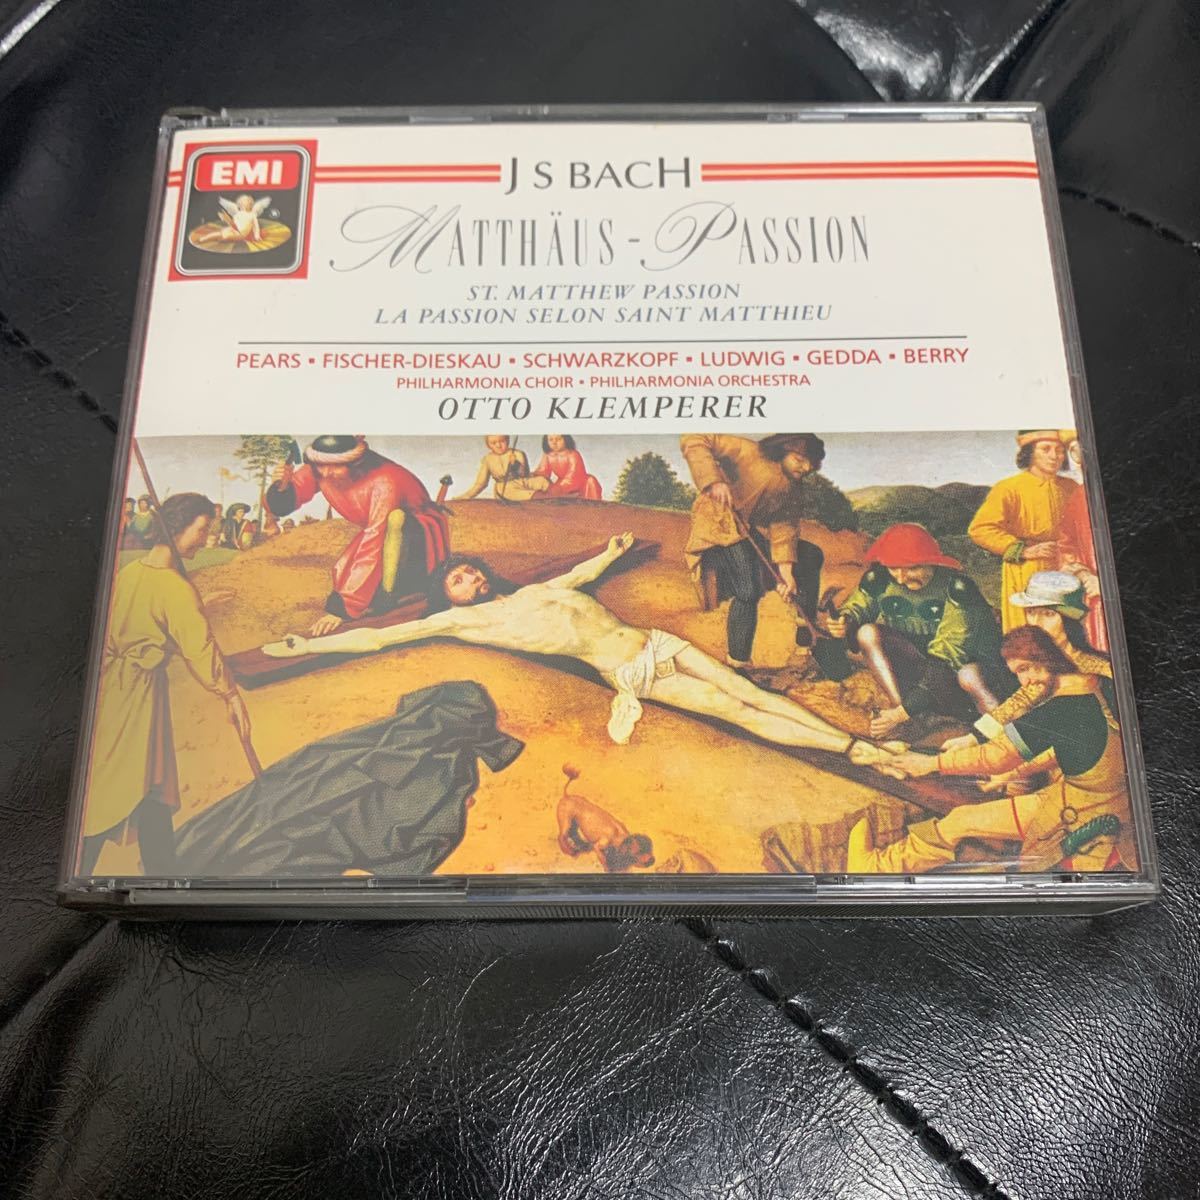 EMI
J S BACH
MATTHÄUS-PASSION
ST. MATTHEW PASSION
LA PASSION SELON SAINT MATTHIEU
PEARS ▪ FISCHER-DIESKAU ▪ SCHWARZKOPF ▪ LUDWIG ▪ GEDDA ▪ BERRY
PHILHARMONIA CHOIR ▪ PHILHARMONIA ORCHESTRA
OTTO KLEMPERER